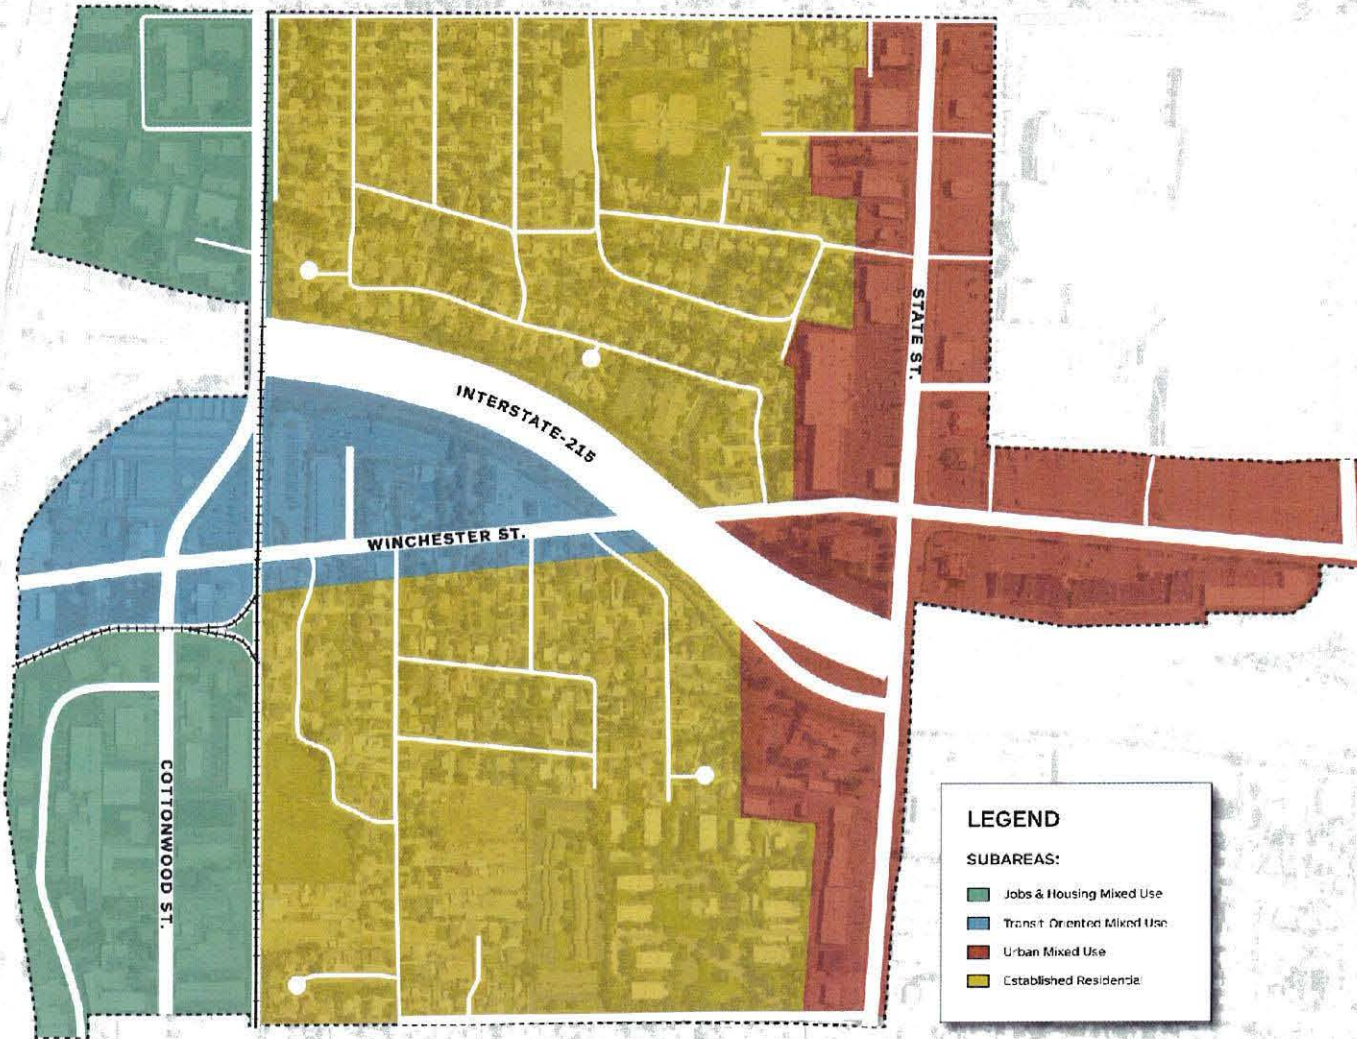 STATE ST.
INTERSTATE-215
WINCHESTER ST.
COTTONWOOD ST.
LEGEND
SUBAREAS:
Jobs & Housing Mixed Use
Transit Oriented Mixed Use
Urban Mixed Use
Established Residential